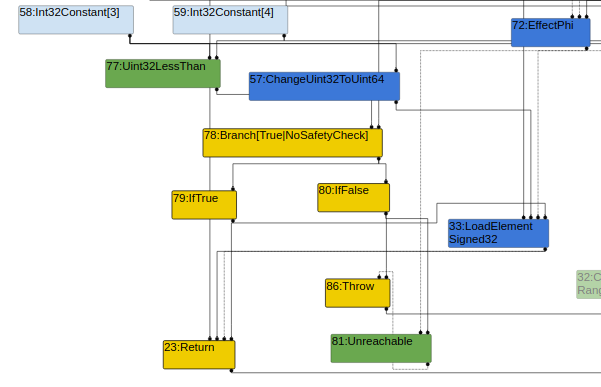 58:Int32Constant[3]
59:Int32Constant[4]
72:EffectPhi
77:Uint32LessThan
57:ChangeUint32ToUint64
78:Branch[True|NoSafetyCheck]
79:IfTrue
80:IfFalse
33:LoadElement
Signed32
86:Throw
32:C
Rang
23:Return
81:Unreachable